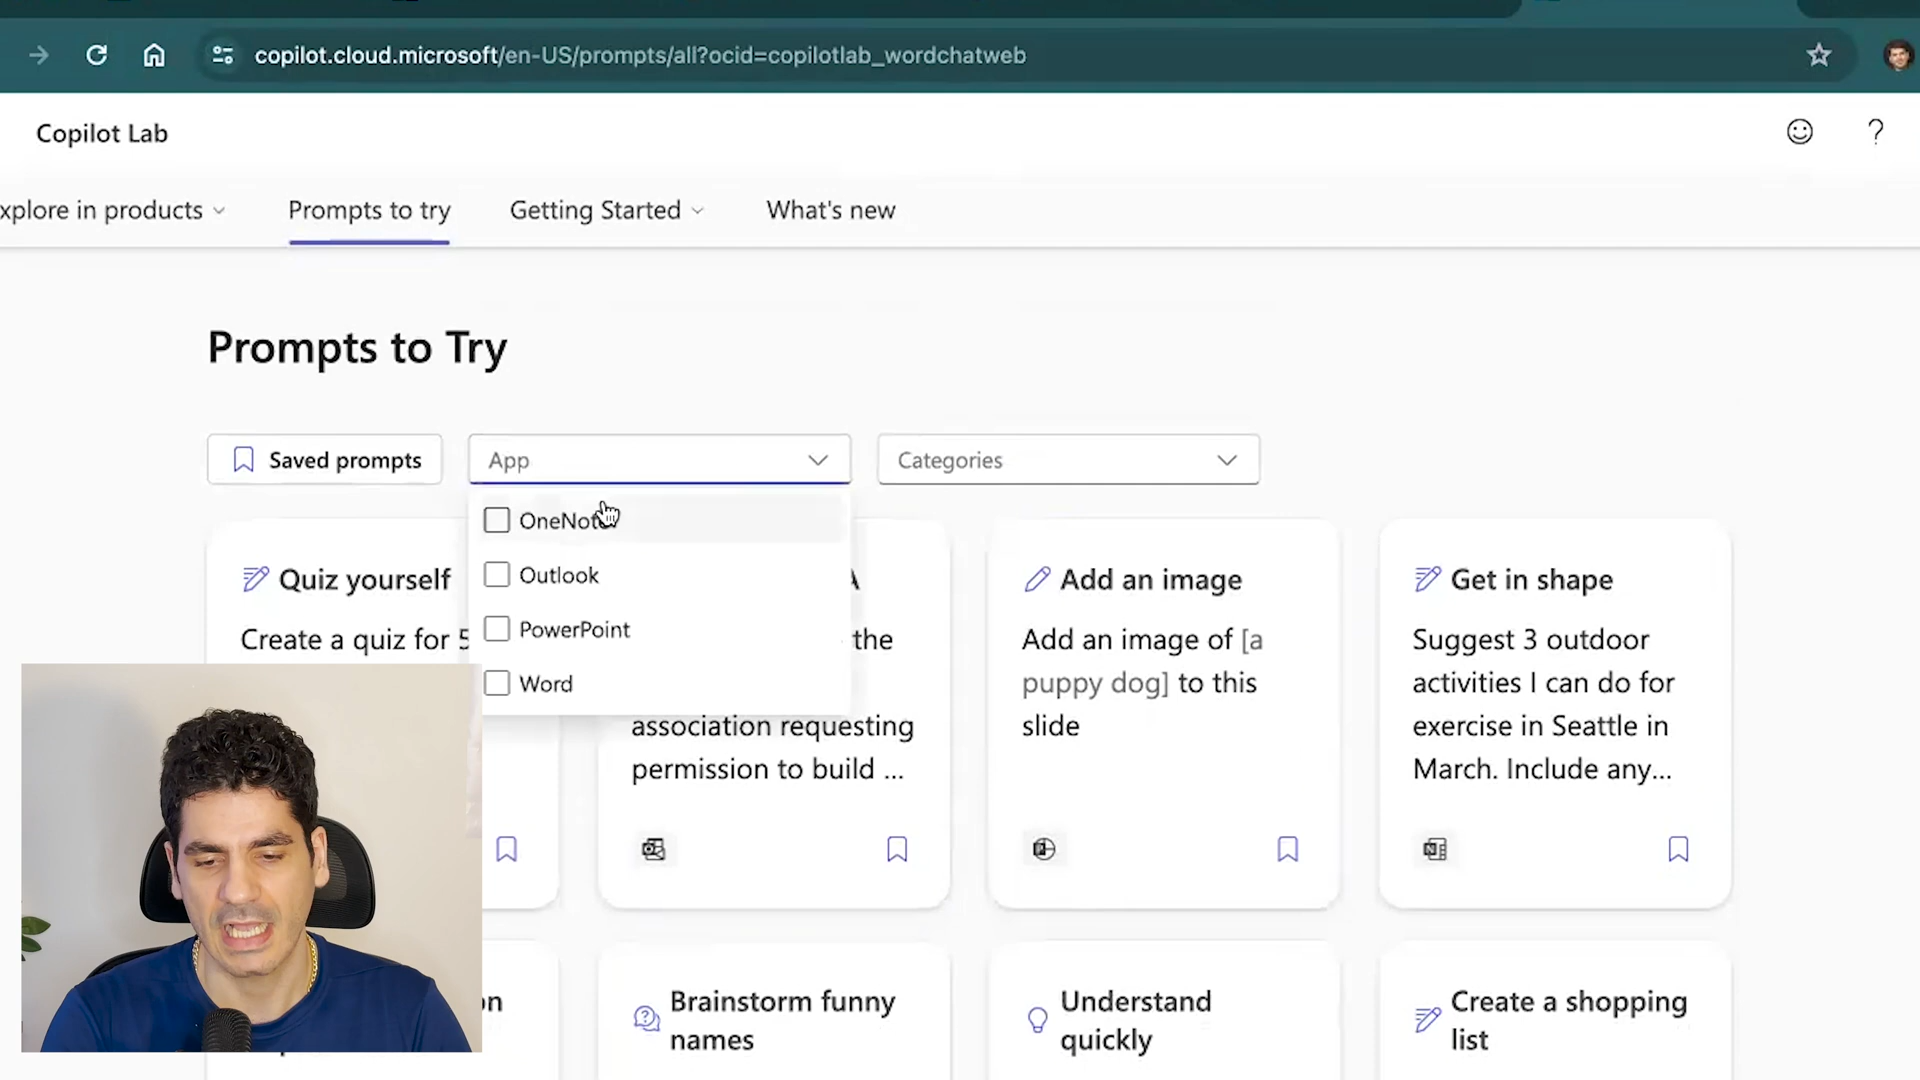 copilot.cloud.microsoft/en-US/prompts/all?ocid=copilotlab_wordchatweb
Copilot Lab
xplore in products
Prompts to try
Getting Started
What's new
Prompts to Try
Saved prompts
App
Categories
OneNote
Outlook
PowerPoint
Word
Quiz yourself
Create a quiz for 5
A
the
association requesting
permission to build ...
Add an image
Add an image of [a
puppy dog] to this
slide
Get in shape
Suggest 3 outdoor
activities I can do for
exercise in Seattle in
March. Include any...
on
Brainstorm funny
names
Understand
quickly
Create a shopping
list